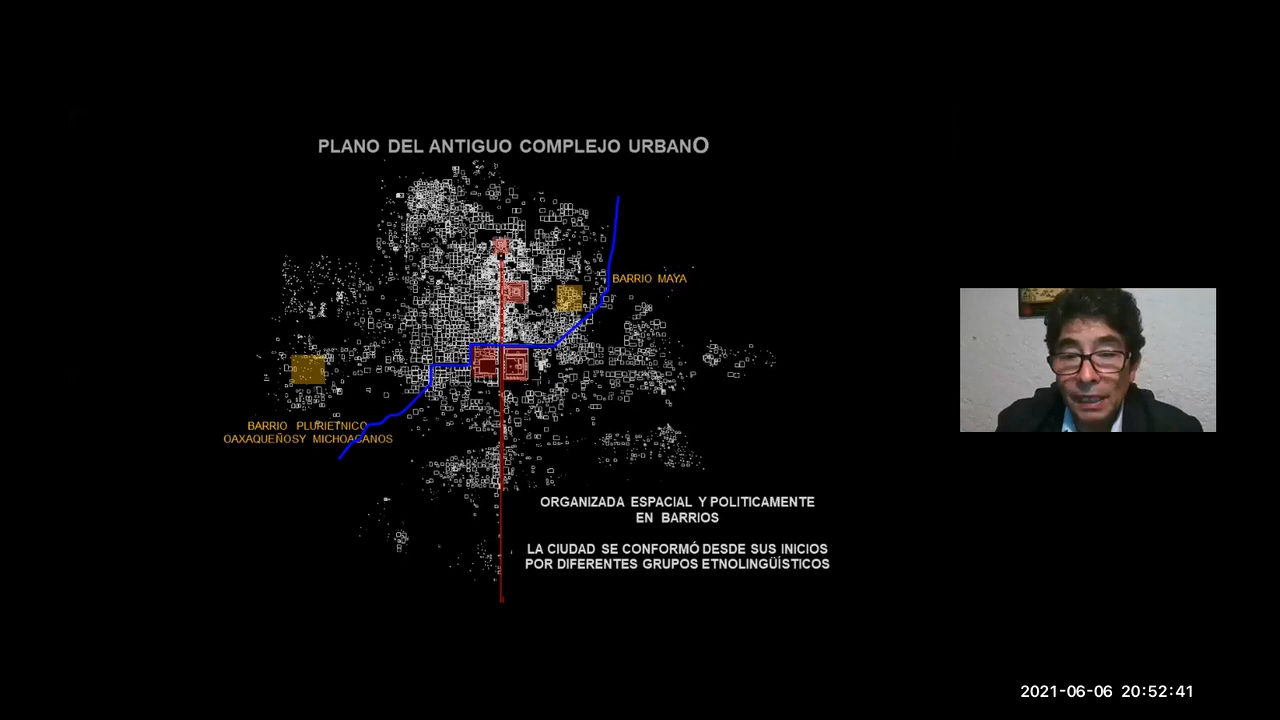 PLANO DEL ANTIGUO COMPLEJO URBANO
BARRIO MAYA
BARRIO PLURIETNICO
OAXAQUEÑOSY MICHOACANOS
ORGANIZADA ESPACIAL Y POLITICAMENTE
EN BARRIOS
LA CIUDAD SE CONFORMÓ DESDE SUS INICIOS
POR DIFERENTES GRUPOS ETNOLINGÜÍSTICOS
2021-06-06 20:52:41